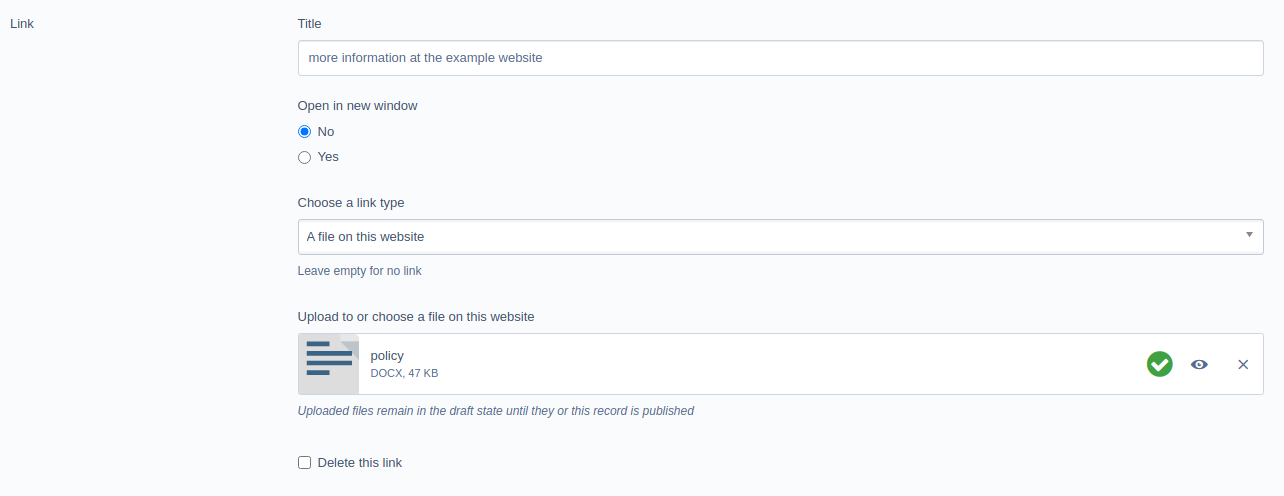 Link
Title
more information at the example website
Open in new window
No
Yes
Choose a link type
A file on this website
Leave empty for no link
Upload to or choose a file on this website
policy
DOCX, 47 KB
Uploaded files remain in the draft state until they or this record is published
Delete this link